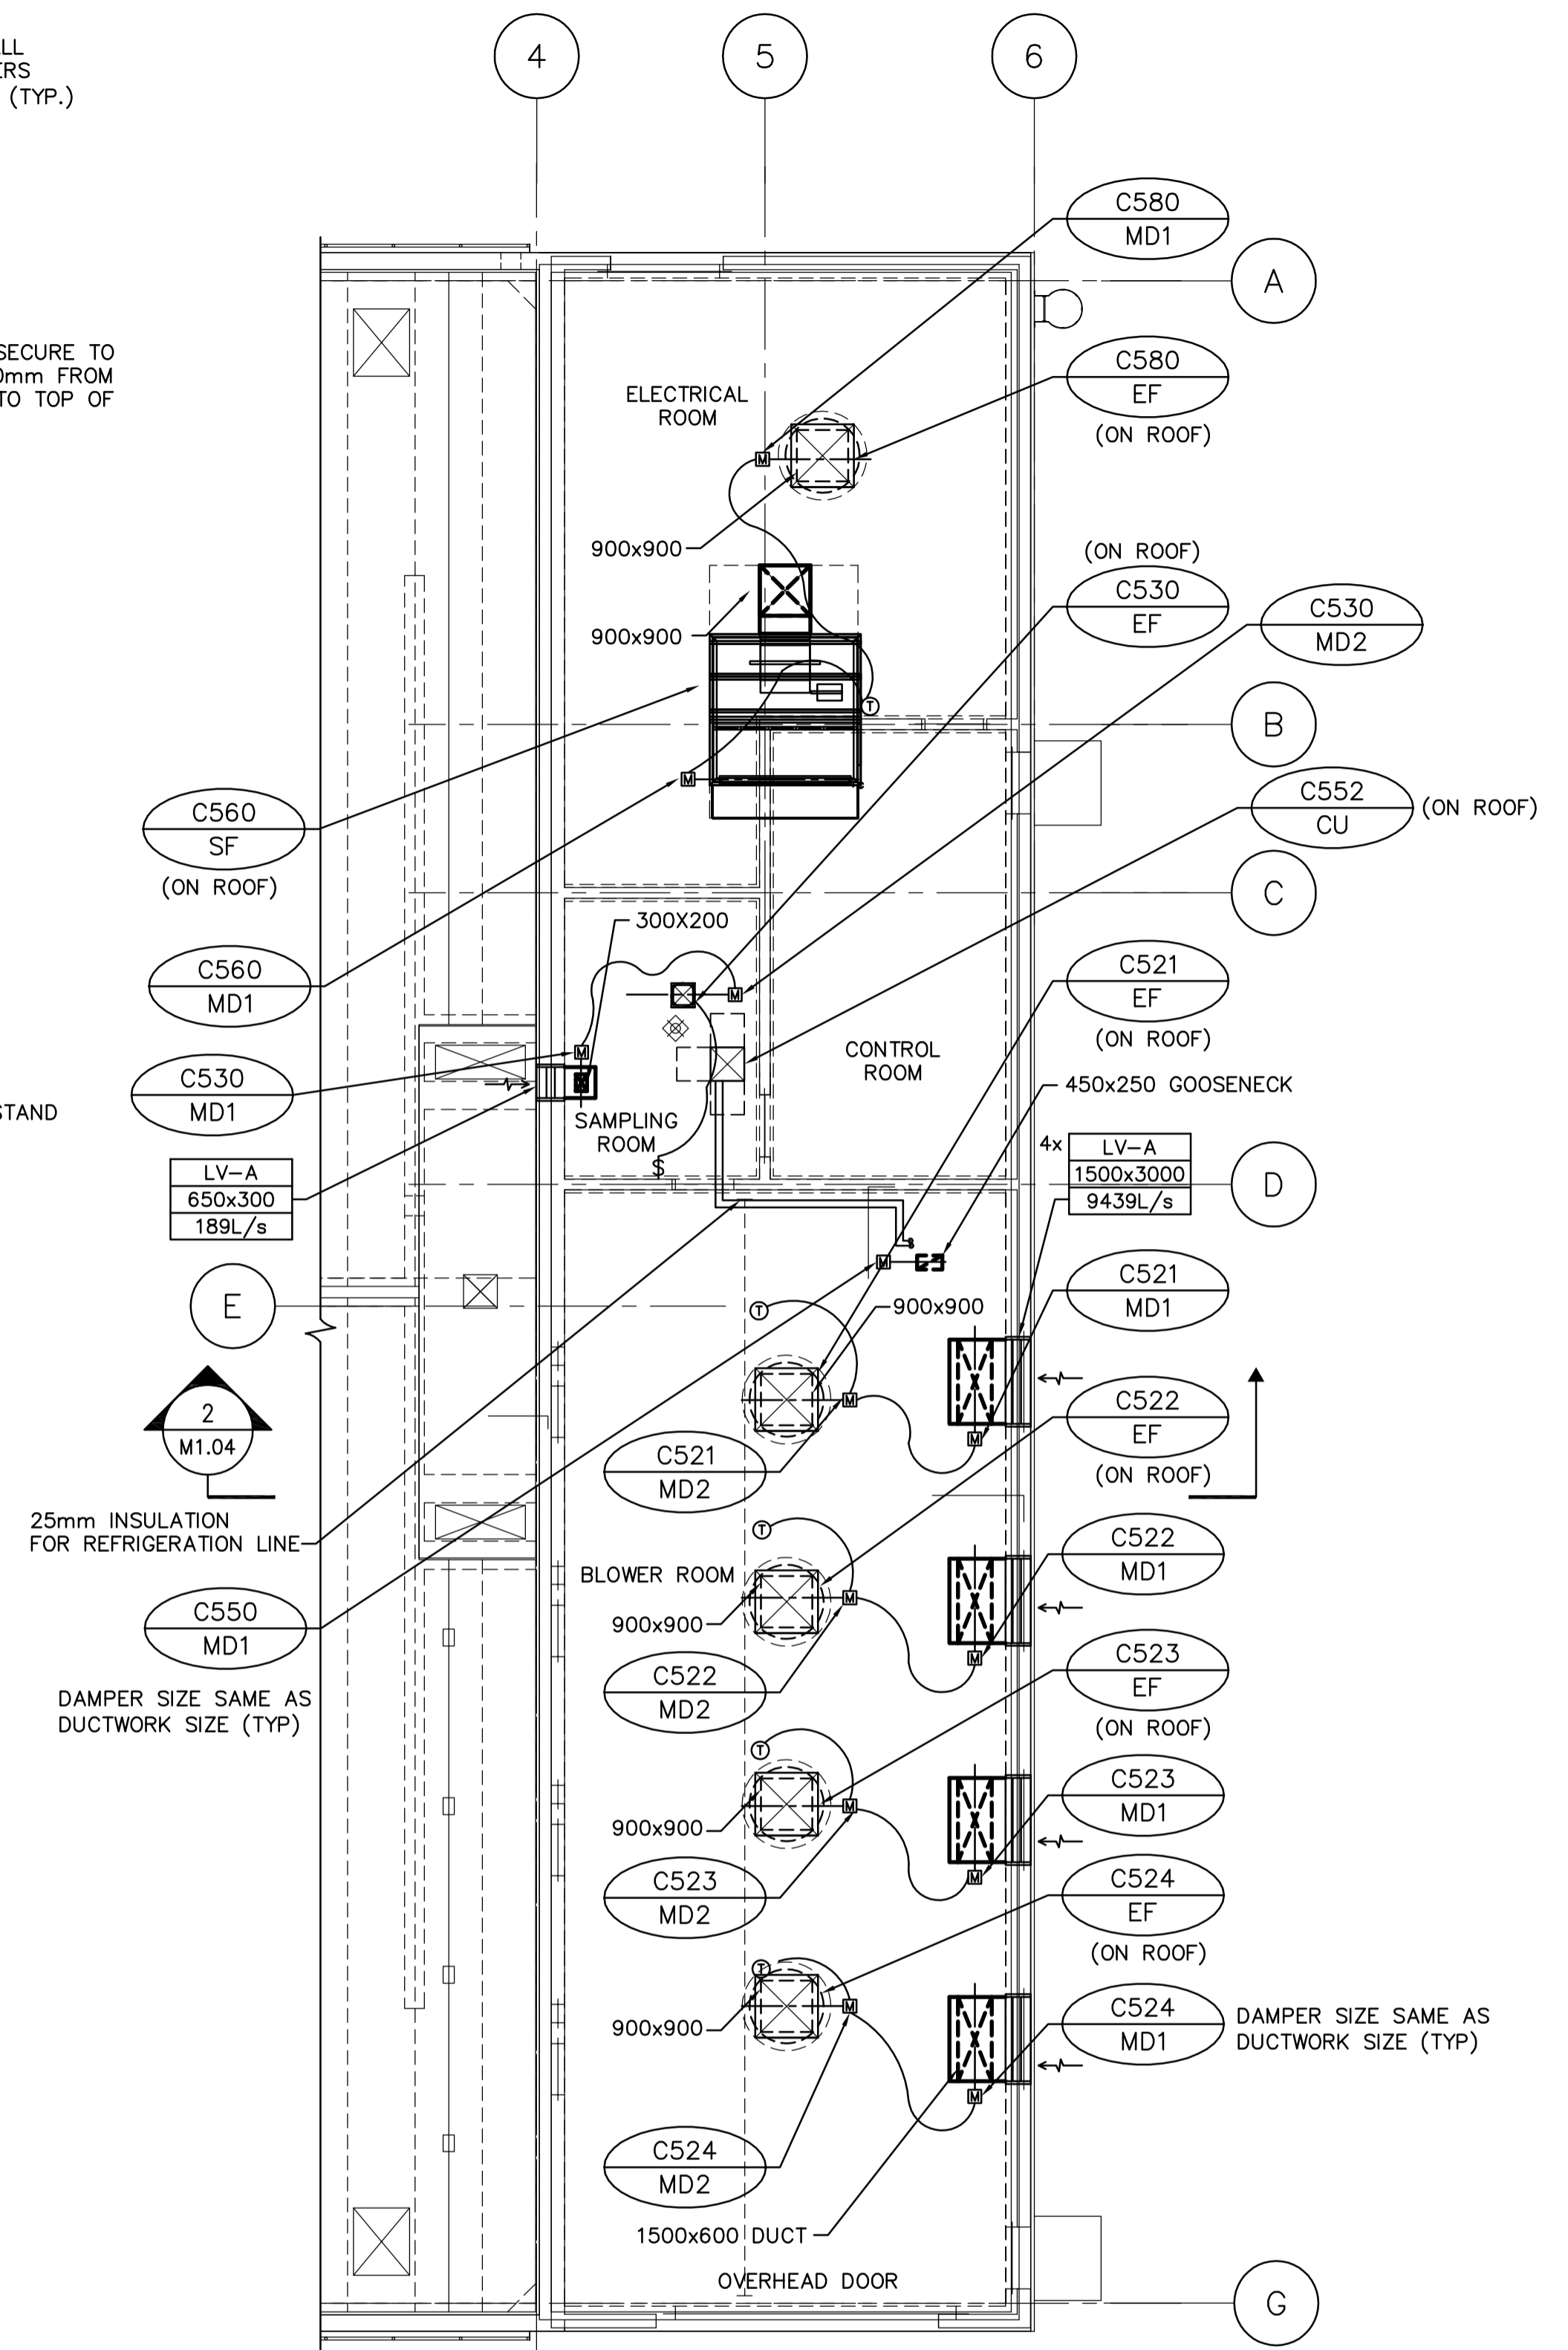 4
5
6
LL
ERS
(TYP.)
C580
MD1
A
SECURE TO
0mm FROM
TO TOP OF
C580
EF
(ON ROOF)
ELECTRICAL
ROOM
M
900x900
(ON ROOF)
C530
EF
C530
MD2
900x900
T
B
M
C560
SF
(ON ROOF)
C552
CU
(ON ROOF)
C
300X200
C560
MD1
M
C521
EF
(ON ROOF)
CONTROL
ROOM
M
C530
MD1
450x250 GOOSENECK
STAND
SAMPLING
ROOM
$
LV-A
650x300
189L/s
4x
LV-A
1500x3000
9439L/s
D
M
E
T
900x900
C521
MD1
M
M
2
M1.04
C521
MD2
C522
EF
(ON ROOF)
25mm INSULATION
FOR REFRIGERATION LINE
T
C522
MD1
BLOWER ROOM
M
900x900
C550
MD1
M
C522
MD2
C523
EF
(ON ROOF)
DAMPER SIZE SAME AS
DUCTWORK SIZE (TYP)
T
C523
MD1
M
900x900
M
C523
MD2
C524
EF
(ON ROOF)
T
M
900x900
C524
MD1
DAMPER SIZE SAME AS
DUCTWORK SIZE (TYP)
M
C524
MD2
1500x600 DUCT
OVERHEAD DOOR
G